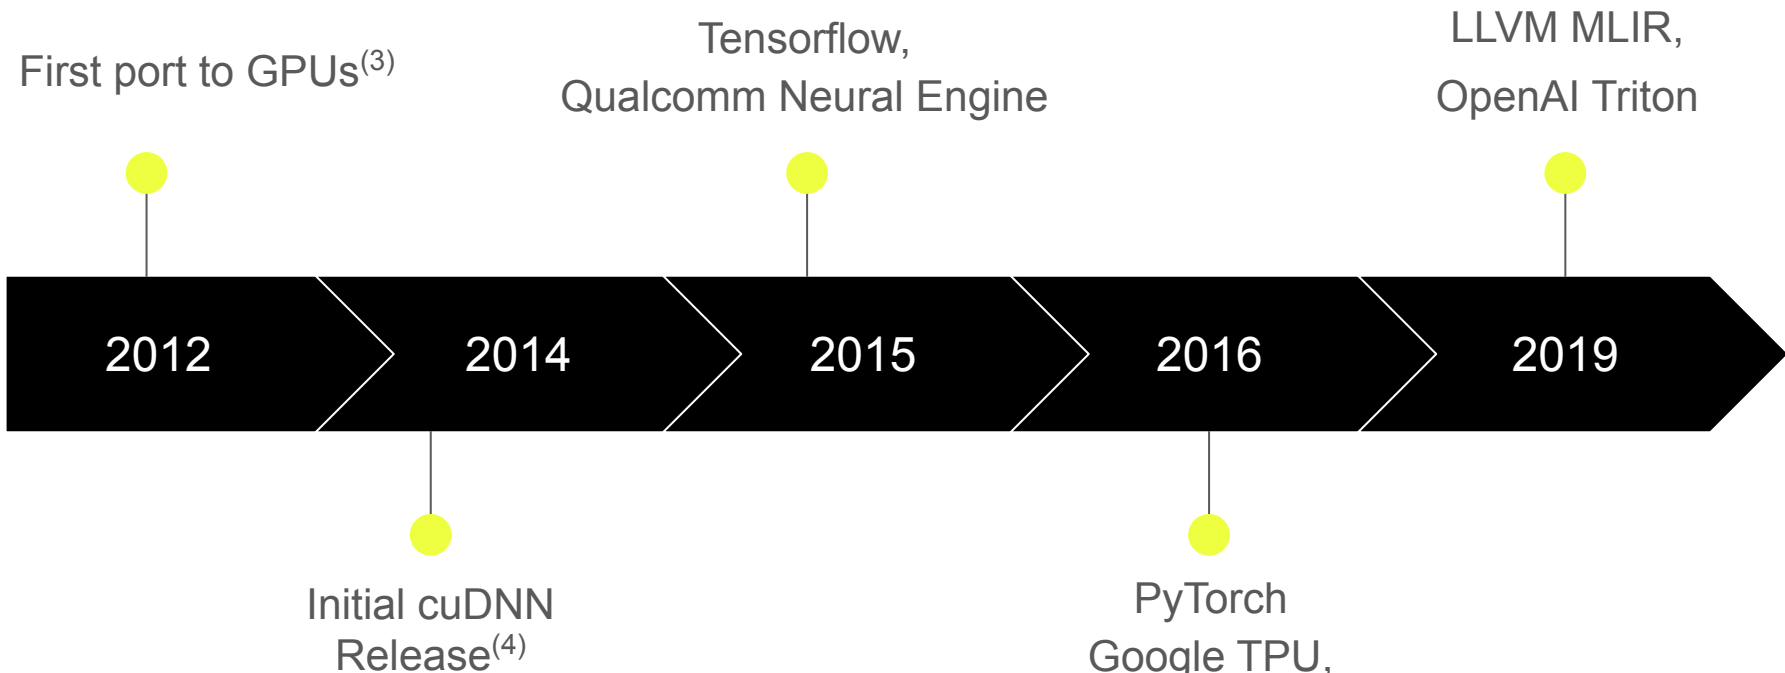 First port to GPUs(3)
Tensorflow,
Qualcomm Neural Engine
LLVM MLIR,
OpenAI Triton
2012
2014
2015
2016
2019
Initial cuDNN
Release(4)
PyTorch
Google TPU,